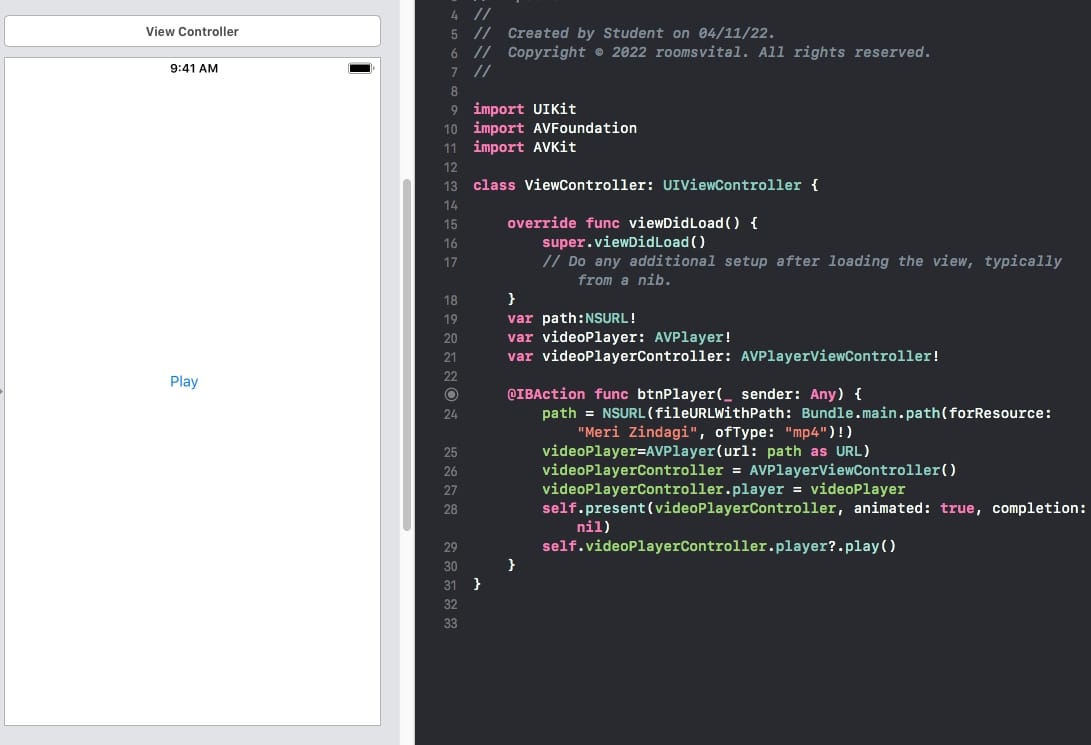 View Controller
9:41 AM
Play
4 //
5 // Created by Student on 04/11/22.
6 // Copyright © 2022 roomsvital. All rights reserved.
7 //
8
9 import UIKit
10 import AVFoundation
11 import AVKit
12
13 class ViewController: UIViewController {
14
15 override func viewDidLoad() {
16 super.viewDidLoad()
17 // Do any additional setup after loading the view, typically
from a nib.
18 }
19 var path:NSURL!
20 var videoPlayer: AVPlayer!
21 var videoPlayerController: AVPlayerViewController!
22
@IBAction func btnPlayer(_ sender: Any) {
24 path = NSURL(fileURLWithPath: Bundle.main.path(forResource:
"Meri Zindagi", ofType: "mp4")!)
25 videoPlayer=AVPlayer(url: path as URL)
26 videoPlayerController = AVPlayerViewController()
27 videoPlayerController.player = videoPlayer
28 self.present(videoPlayerController, animated: true, completion:
nil)
29 self.videoPlayerController.player?.play()
30 }
31 }
32
33